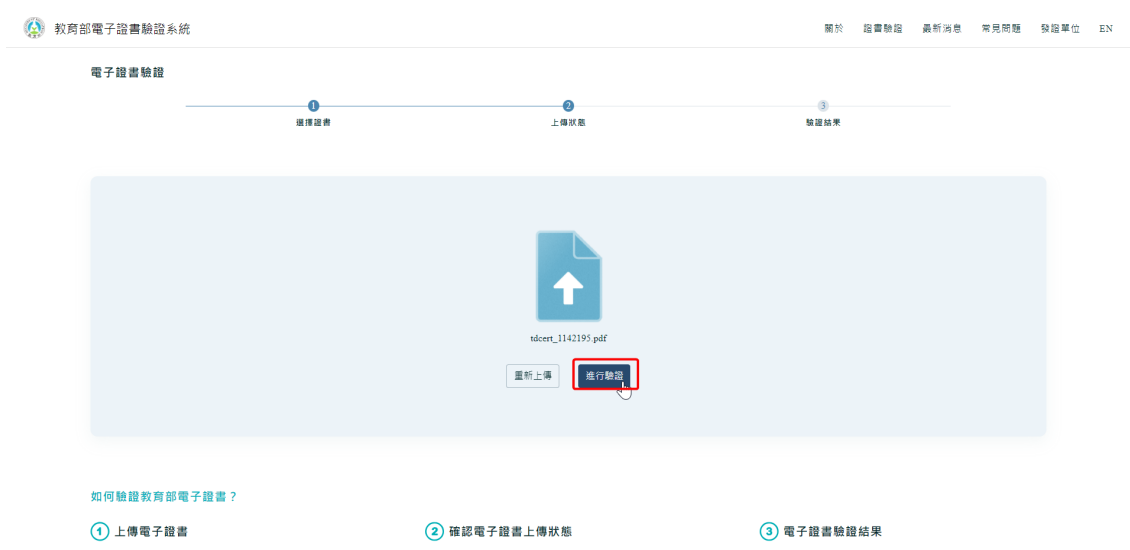 教育部電子證書驗證系統
關於 證書驗證 最新消息 常見問題 發證單位 EN
電子證書驗證
1 2 3
選擇證書 上傳狀態 驗證結果
tdcert_1142195.pdf
重新上傳 進行驗證
如何驗證教育部電子證書？
1 上傳電子證書 2 確認電子證書上傳狀態 3 電子證書驗證結果